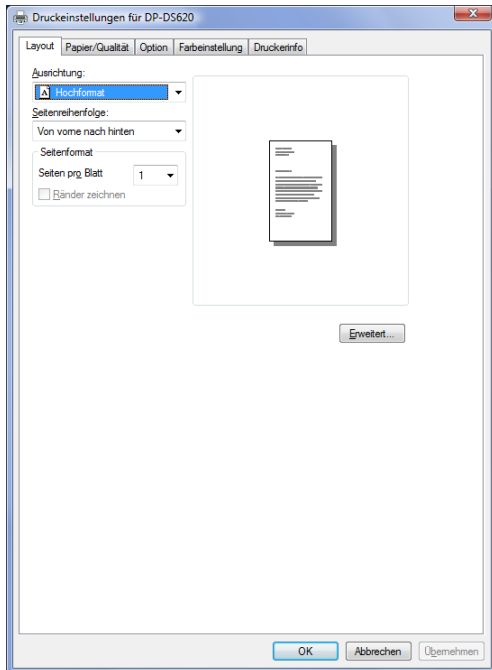 Druckeinstellungen für DP-DS620
Layout Papier/Qualität Option Farbeinstellung Druckerinfo
Ausrichtung:
Hochformat
Seitenreihenfolge:
Von vorne nach hinten
Seitenformat
Seiten pro Blatt 1
Ränder zeichnen
Erweitert...
OK Abbrechen Übernehmen